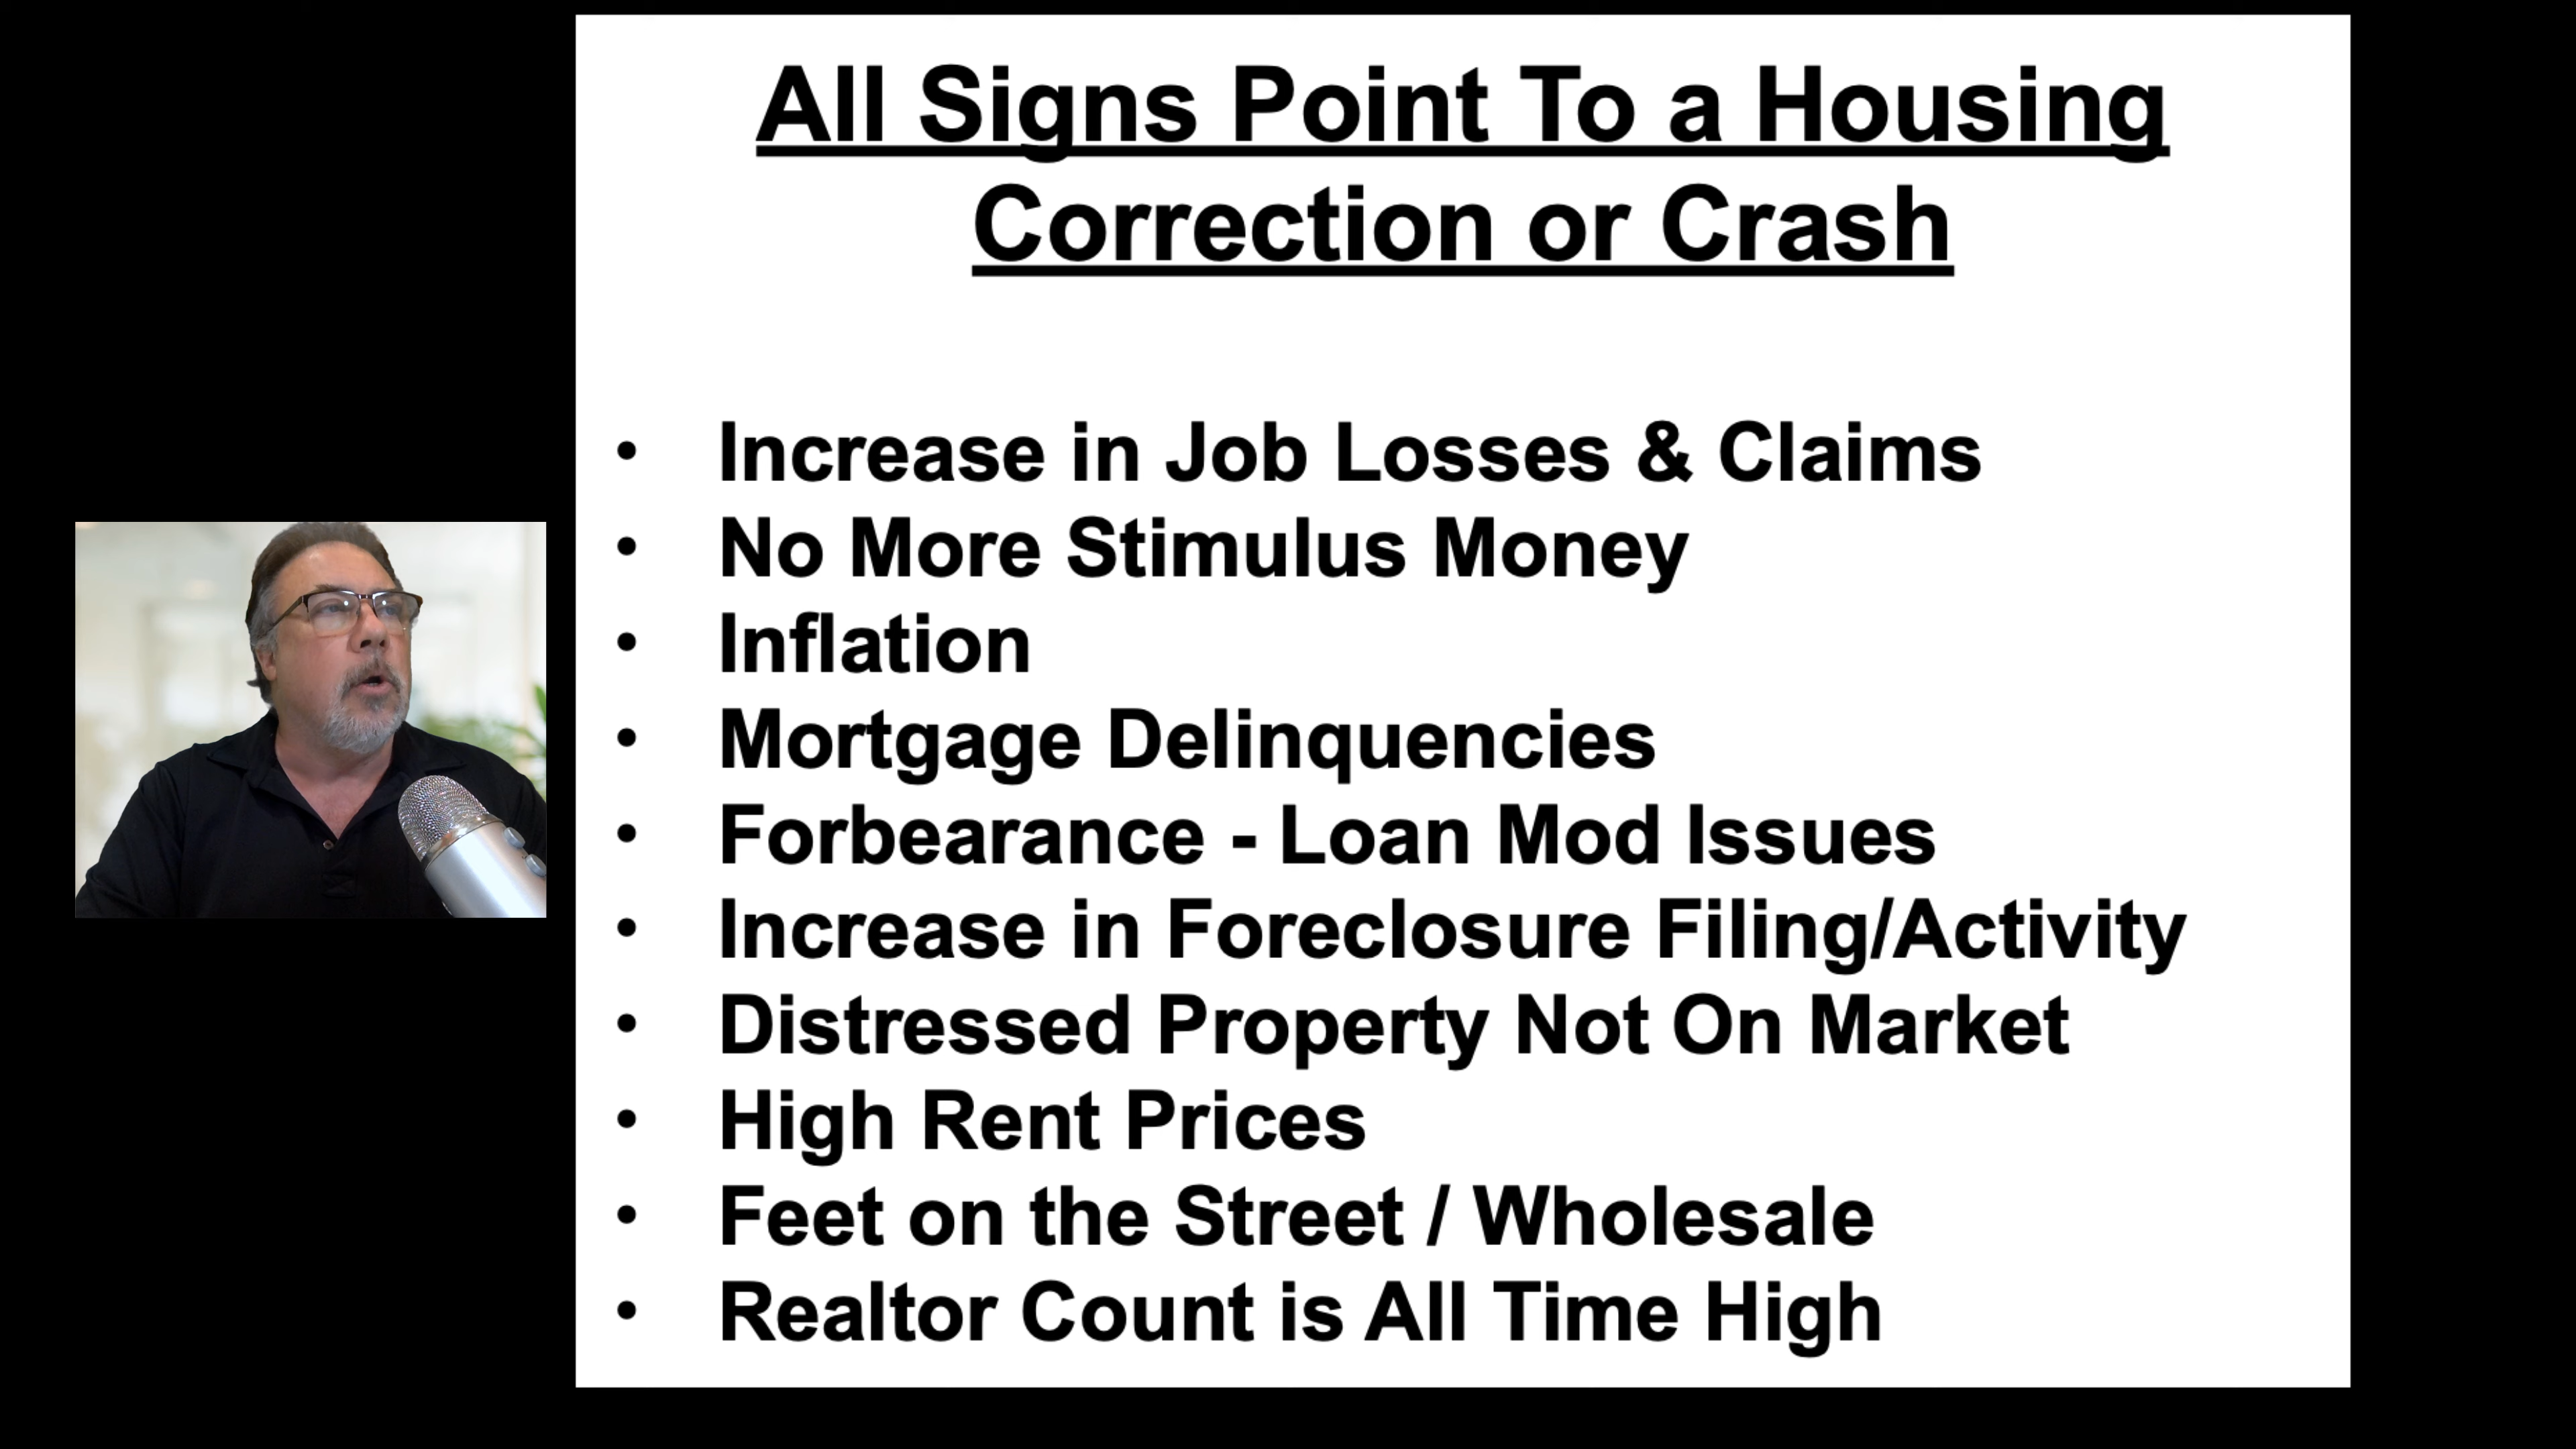 All Signs Point To a Housing
Correction or Crash
• Increase in Job Losses & Claims
• No More Stimulus Money
• Inflation
• Mortgage Delinquencies
• Forbearance - Loan Mod Issues
• Increase in Foreclosure Filing/Activity
• Distressed Property Not On Market
• High Rent Prices
• Feet on the Street / Wholesale
• Realtor Count is All Time High